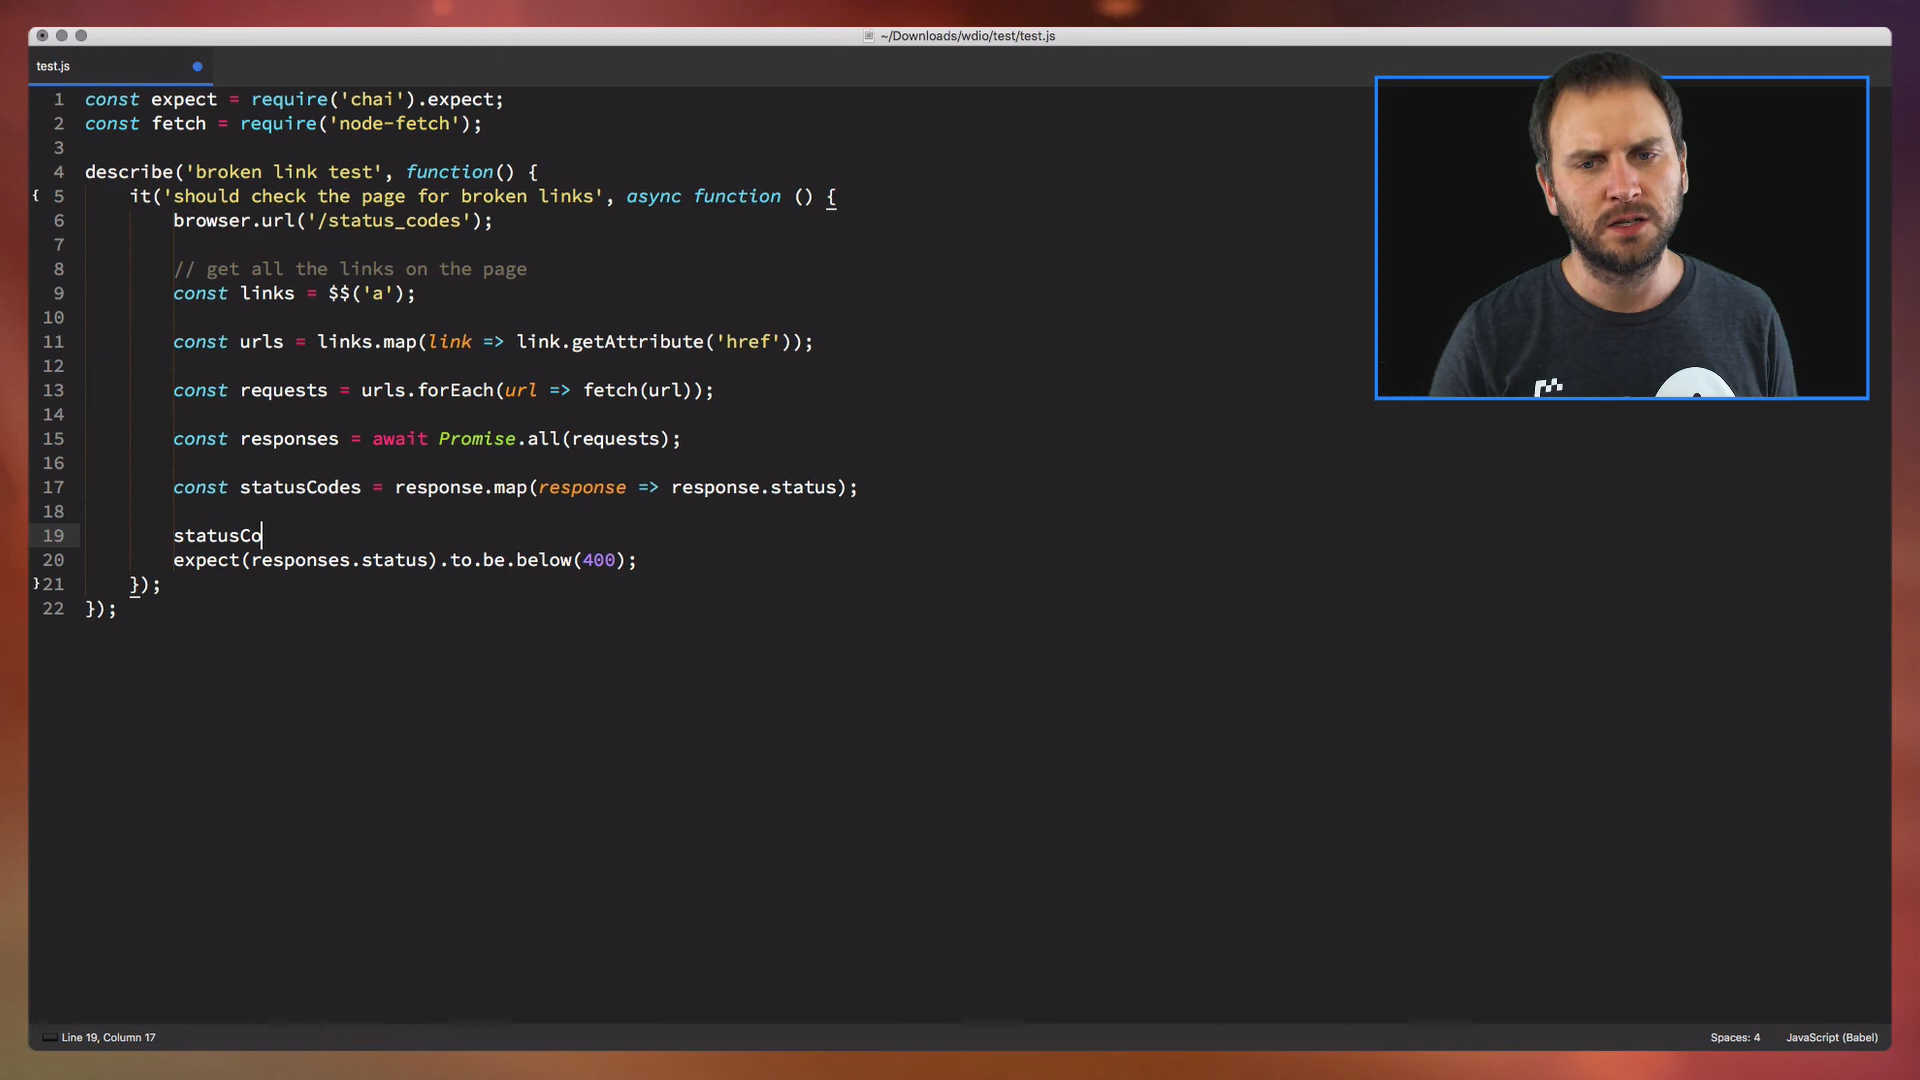 ~/Downloads/wdio/test/test.js
test.js
1 const expect = require('chai').expect;
2 const fetch = require('node-fetch');
3
4 describe('broken link test', function() {
{ 5     it('should check the page for broken links', async function () {
6         browser.url('/status_codes');
7
8         // get all the links on the page
9         const links = $$('a');
10
11         const urls = links.map(link => link.getAttribute('href'));
12
13         const requests = urls.forEach(url => fetch(url));
14
15         const responses = await Promise.all(requests);
16
17         const statusCodes = response.map(response => response.status);
18
19         statusCo
20         expect(responses.status).to.be.below(400);
} 21     });
22 });
Line 19, Column 17
Spaces: 4
JavaScript (Babel)